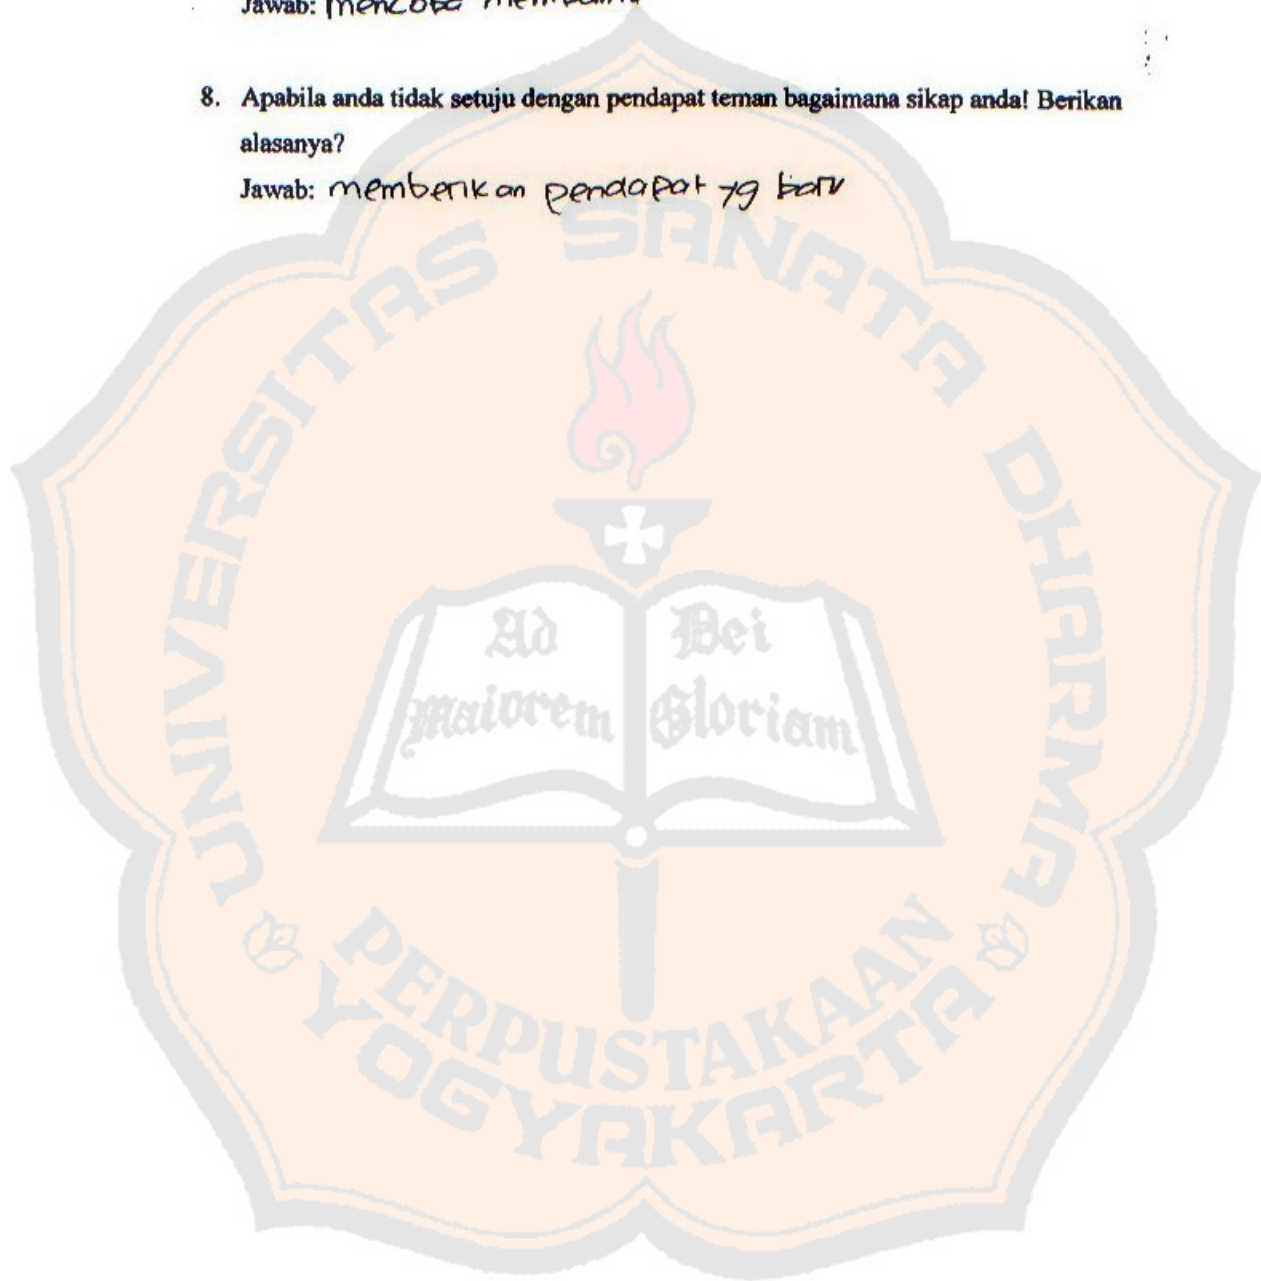 Jawab: mencoba
8. Apabila anda tidak setuju dengan pendapat teman bagaimana sikap anda! Berikan
alasanya?
Jawab: memberikan pendapat yg baru
UNIVERSITAS SANATA DHARMA
Ad Dei
Maiorem Gloriam
PERPUSTAKAAN
YOGYAKARTA